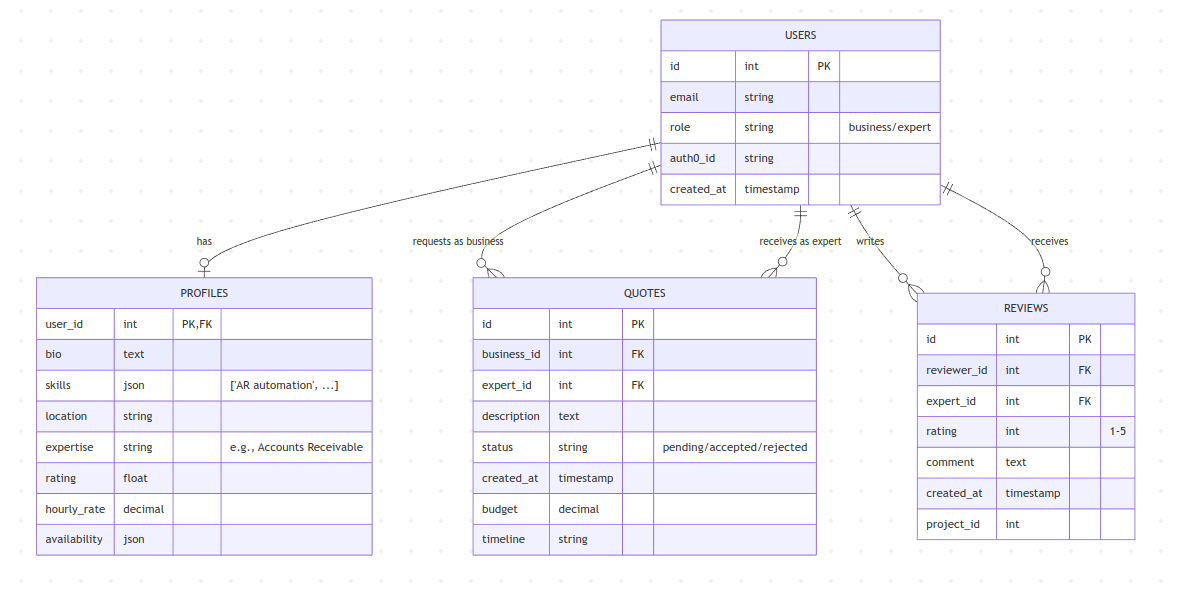 USERS
id int PK
email string
role string business/expert
auth0_id string
created_at timestamp
has
requests as business
receives as expert
writes
receives
PROFILES
user_id int PK,FK
bio text
skills json ['AR automation', ...]
location string
expertise string e.g., Accounts Receivable
rating float
hourly_rate decimal
availability json
QUOTES
id int PK
business_id int FK
expert_id int FK
description text
status string pending/accepted/rejected
created_at timestamp
budget decimal
timeline string
REVIEWS
id int PK
reviewer_id int FK
expert_id int FK
rating int 1-5
comment text
created_at timestamp
project_id int